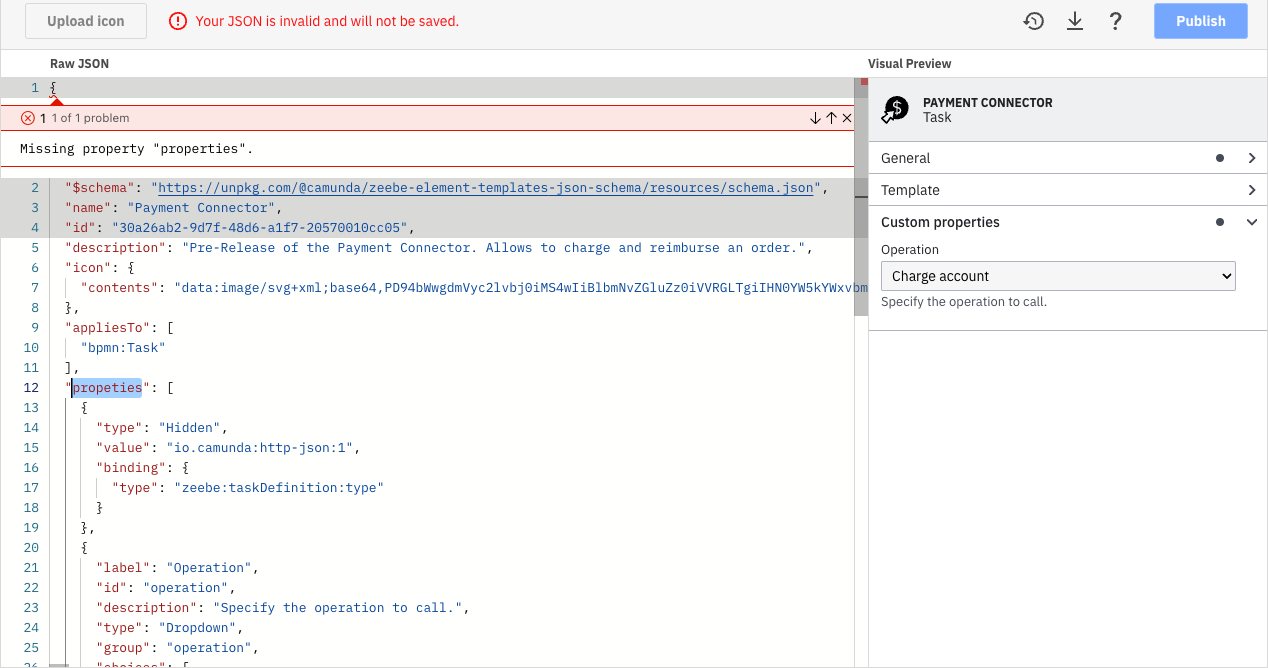 Upload icon
Your JSON is invalid and will not be saved.
?
Publish
Raw JSON
Visual Preview
1 {
1 1 of 1 problem
Missing property "properties".
2 "$schema": "https://unpkg.com/@camunda/zeebe-element-templates-json-schema/resources/schema.json",
3 "name": "Payment Connector",
4 "id": "30a26ab2-9d7f-48d6-a1f7-20570010cc05",
5 "description": "Pre-Release of the Payment Connector. Allows to charge and reimburse an order.",
6 "icon": {
7 "contents": "data:image/svg+xml;base64,PD94bWwgdmVyc2lvbj0iMS4wIiBlbmNvZGluZz0iVVRGLTgiIHN0YW5kYWxvbm
8 },
9 "appliesTo": [
10 "bpmn:Task"
11 ],
12 "propeties": [
13 {
14 "type": "Hidden",
15 "value": "io.camunda:http-json:1",
16 "binding": {
17 "type": "zeebe:taskDefinition:type"
18 }
19 },
20 {
21 "label": "Operation",
22 "id": "operation",
23 "description": "Specify the operation to call.",
24 "type": "Dropdown",
25 "group": "operation",
26 "choices": [
$
PAYMENT CONNECTOR
Task
General
Template
Custom properties
Operation
Charge account
Specify the operation to call.